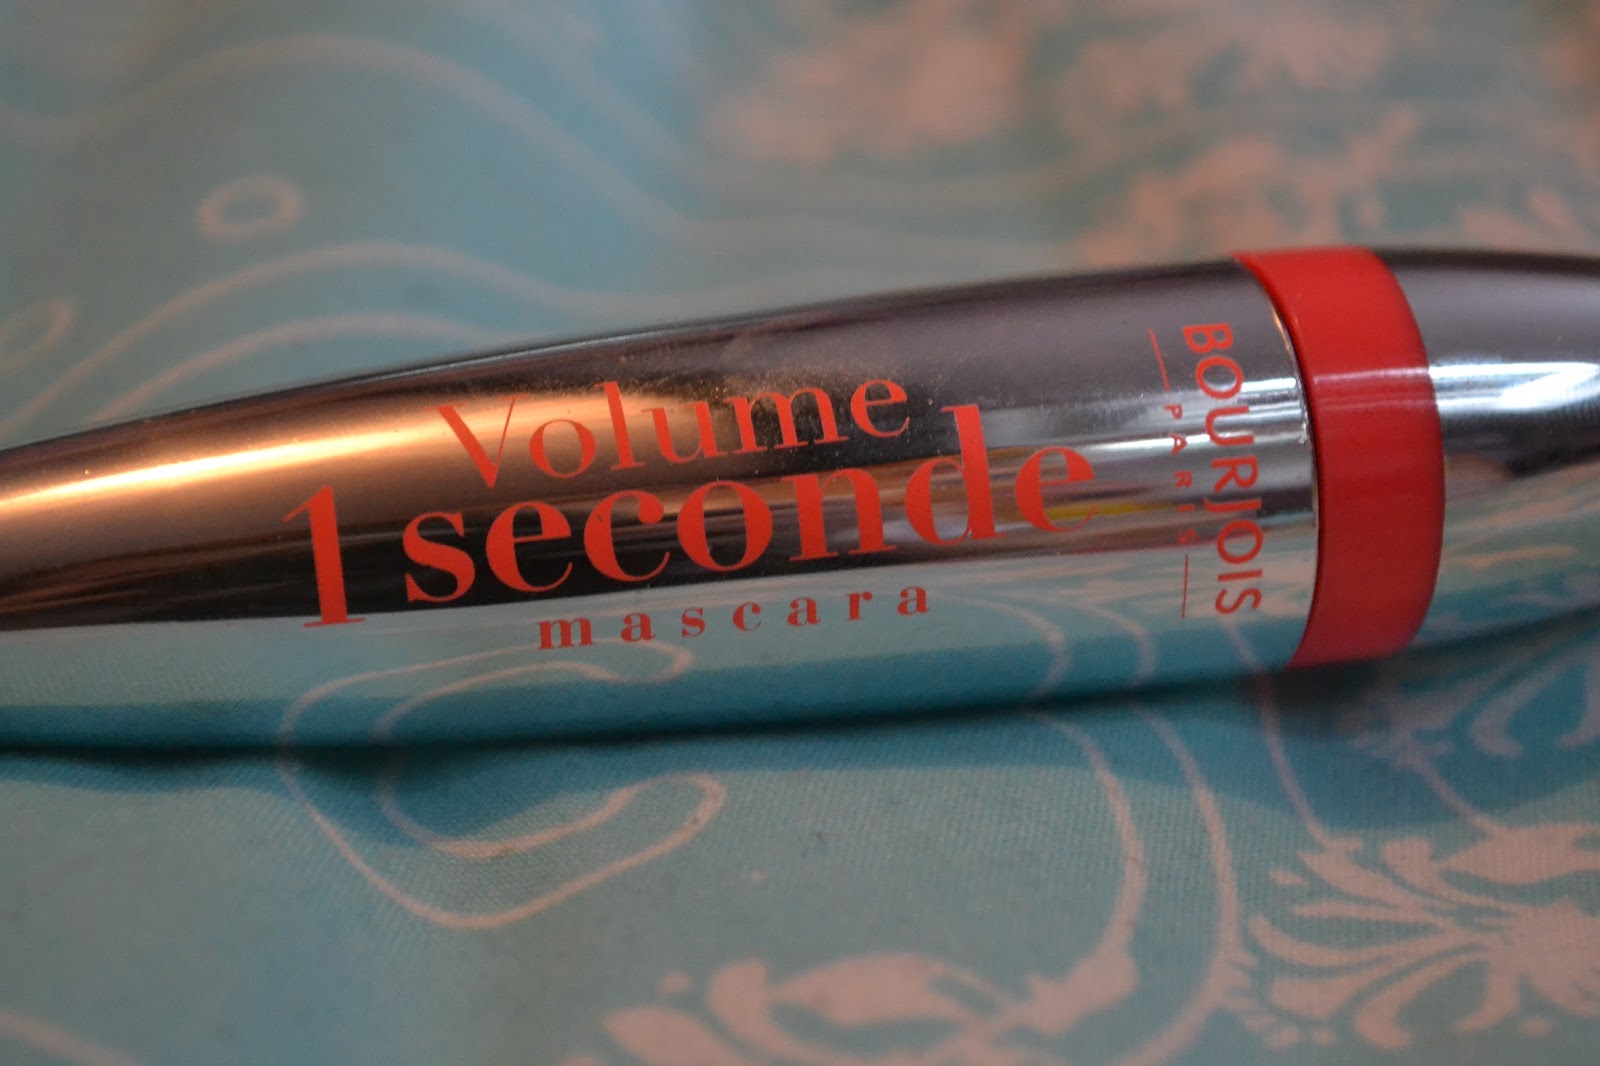 Volume
1 seconde
mascara
BOURJOIS
PARIS